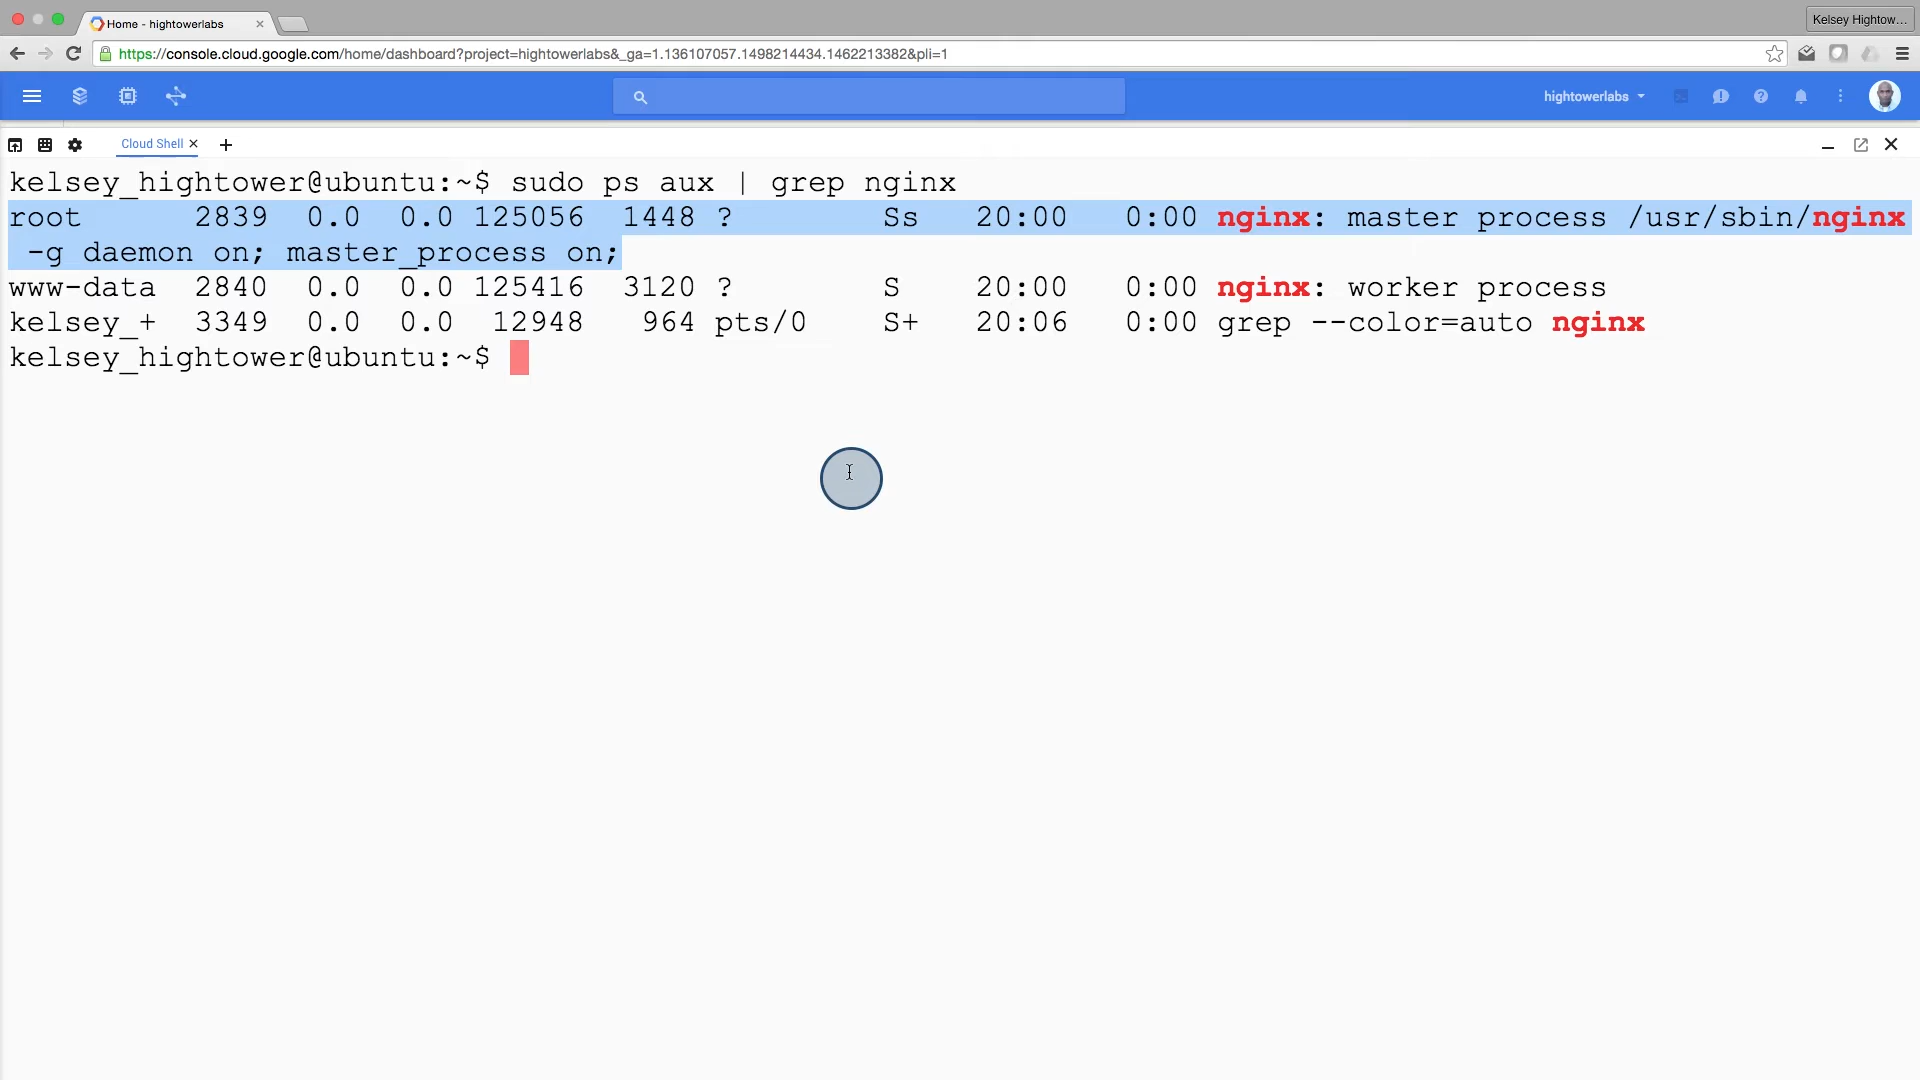 Home - hightowerlabs
Kelsey Hightow...
https://console.cloud.google.com/home/dashboard?project=hightowerlabs&_ga=1.136107057.1498214434.1462213382&pli=1
hightowerlabs
Cloud Shell
kelsey_hightower@ubuntu:~$ sudo ps aux | grep nginx
root      2839  0.0  0.0 125056  1448 ?        Ss   20:00   0:00 nginx: master process /usr/sbin/nginx
 -g daemon on; master_process on;
www-data  2840  0.0  0.0 125416  3120 ?        S    20:00   0:00 nginx: worker process
kelsey_+  3349  0.0  0.0  12948   964 pts/0    S+   20:06   0:00 grep --color=auto nginx
kelsey_hightower@ubuntu:~$